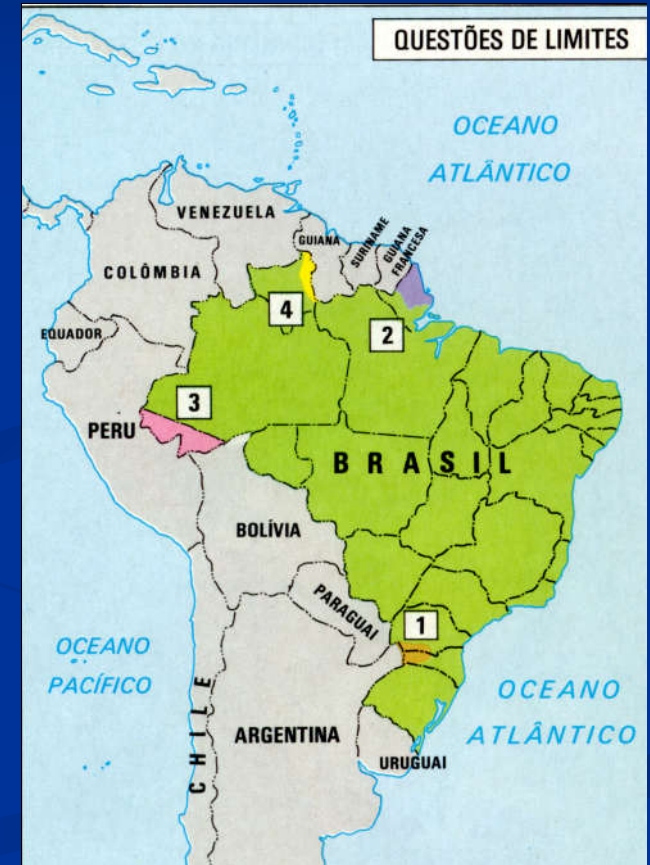 QUESTÕES DE LIMITES
OCEANO
ATLÂNTICO
VENEZUELA
GUIANA
SURINAME
GUIANA
FRANCESA
COLÔMBIA
4
2
EQUADOR
3
PERU
BRASIL
BOLÍVIA
PARAGUAI
1
OCEANO
PACÍFICO
CHILE
ARGENTINA
URUGUAI
OCEANO
ATLÂNTICO